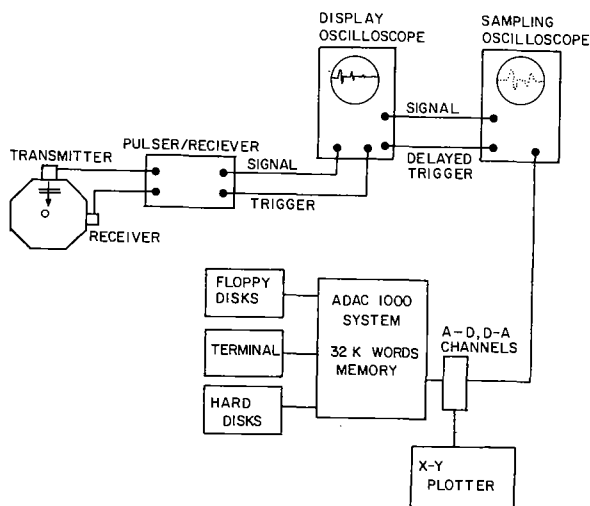 DISPLAY
OSCILLOSCOPE
SAMPLING
OSCILLOSCOPE
SIGNAL
DELAYED
TRIGGER
PULSER/RECIEVER
TRANSMITTER
SIGNAL
TRIGGER
RECEIVER
FLOPPY
DISKS
TERMINAL
HARD
DISKS
ADAC 1000
SYSTEM
32 K WORDS
MEMORY
A-D, D-A
CHANNELS
X-Y
PLOTTER